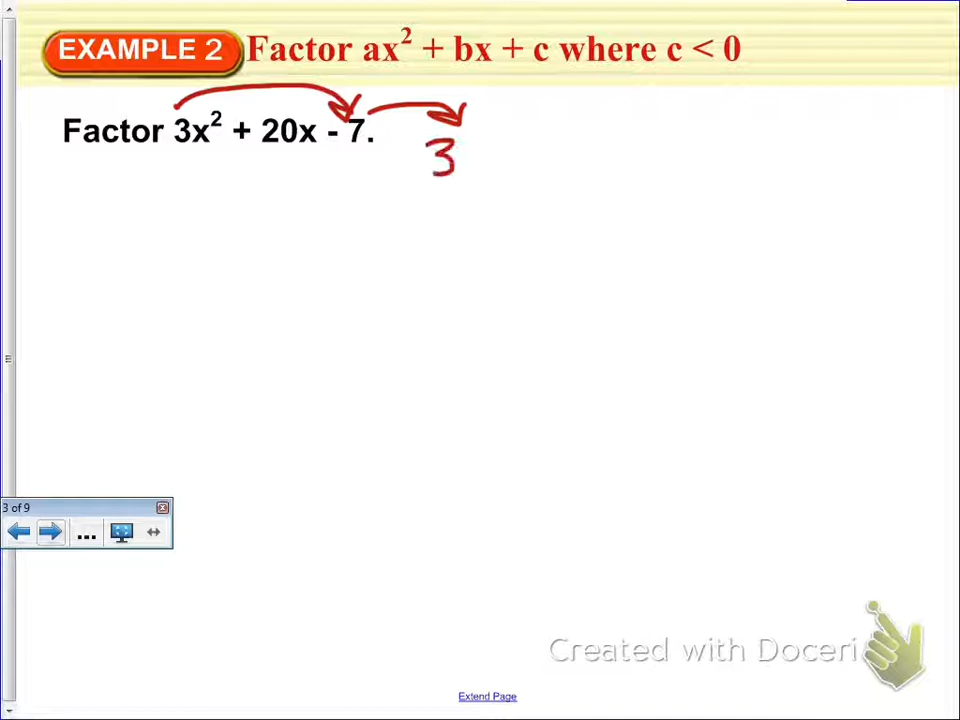 EXAMPLE 2 Factor ax² + bx + c where c < 0
Factor 3x² + 20x - 7.
3
3 of 9
...
Created with Doceri
Extend Page